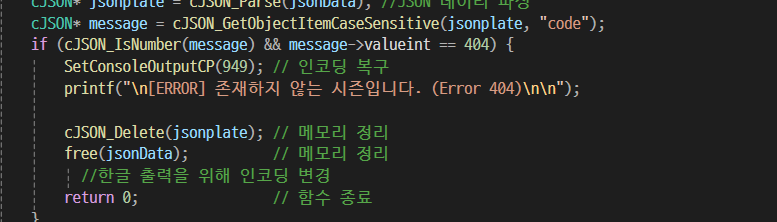 cJSON* jsonplate = cJSON_Parse(jsonData); //JSON 데이터 파싱
cJSON* message = cJSON_GetObjectItemCaseSensitive(jsonplate, "code");
if (cJSON_IsNumber(message) && message->valueint == 404) {
SetConsoleOutputCP(949); // 인코딩 복구
printf("\n[ERROR] 존재하지 않는 시즌입니다. (Error 404)\n\n");
cJSON_Delete(jsonplate); // 메모리 정리
free(jsonData); // 메모리 정리
//한글 출력을 위해 인코딩 변경
return 0; // 함수 종료
}